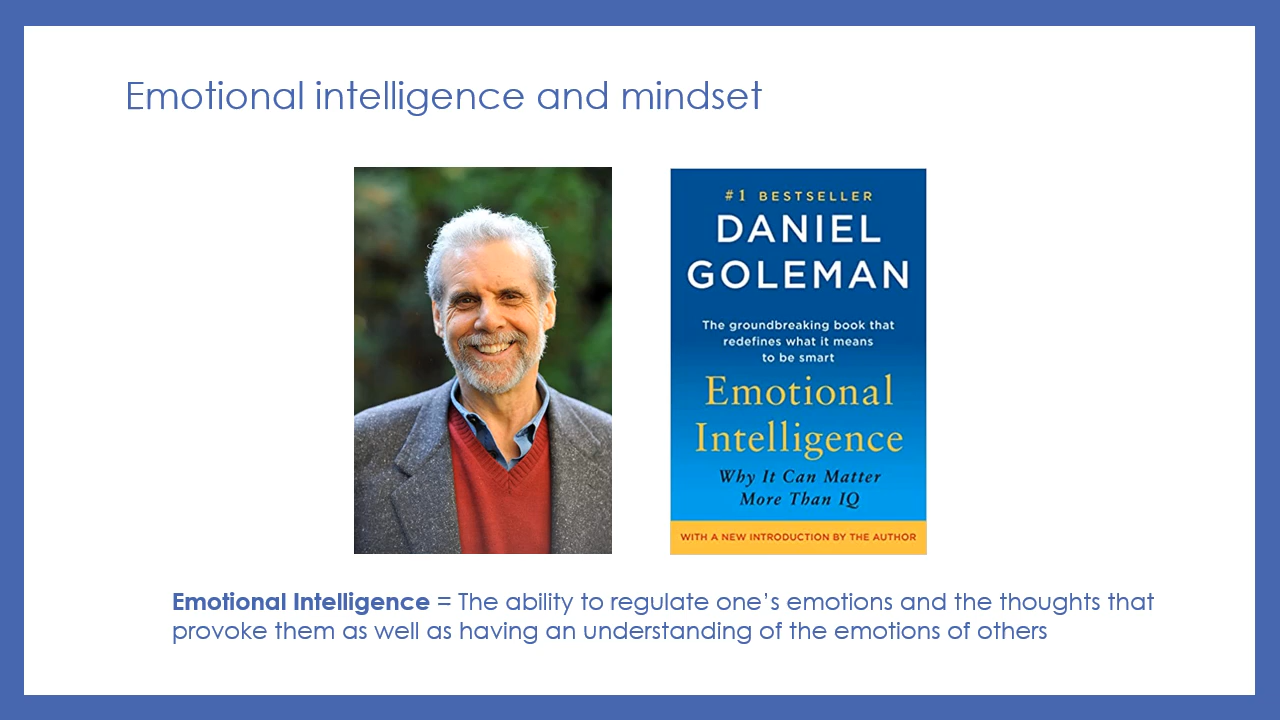 Emotional intelligence and mindset
#1 BESTSELLER
DANIEL
GOLEMAN
The groundbreaking book that
redefines what it means
to be smart
Emotional
Intelligence
Why It Can Matter
More Than IQ
WITH A NEW INTRODUCTION BY THE AUTHOR
Emotional Intelligence = The ability to regulate one’s emotions and the thoughts that
provoke them as well as having an understanding of the emotions of others